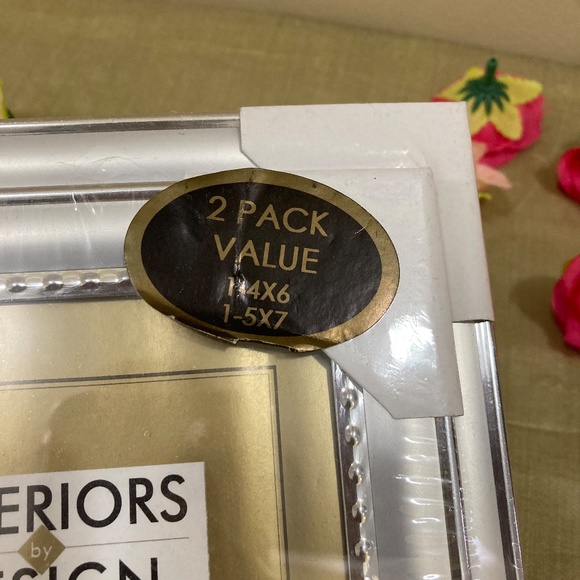 2 PACK
VALUE
1-4X6
1-5X7
ERIORS
by
ESIGN